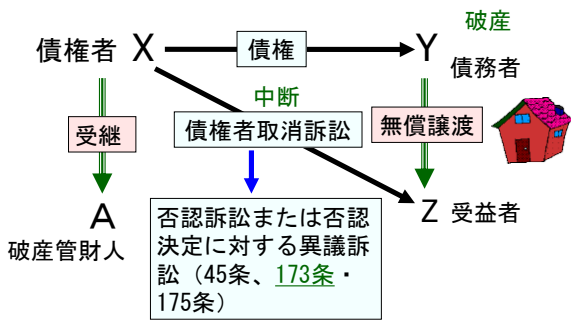 破産
債権者 X
債権
Y
債務者
中断
受継
債権者取消訴訟
無償譲渡
A
破産管財人
否認訴訟または否認
決定に対する異議訴
訟（45条、173条・
175条）
Z 受益者